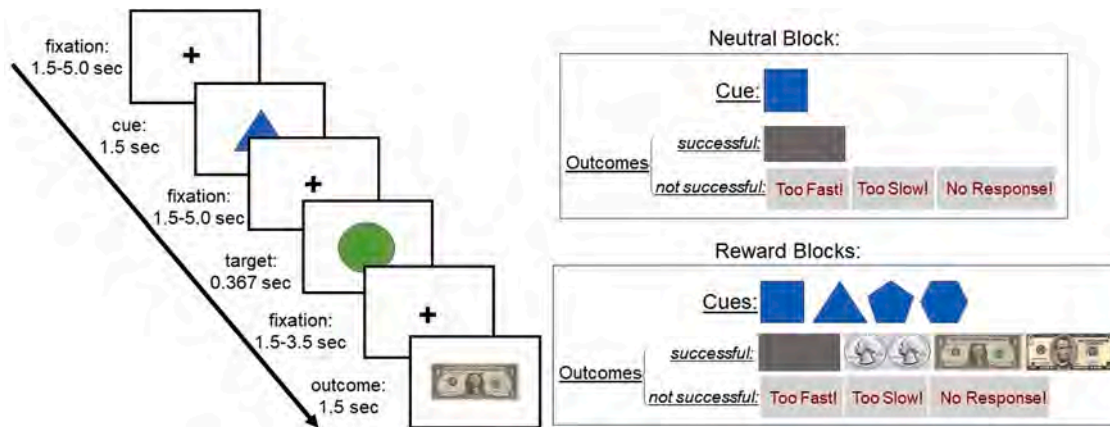 fixation:
1.5-5.0 sec
cue:
1.5 sec
fixation:
1.5-5.0 sec
target:
0.367 sec
fixation:
1.5-3.5 sec
outcome:
1.5 sec
Neutral Block:
Cue:
Outcomes
successful:
not successful: Too Fast! Too Slow! No Response!
Reward Blocks:
Cues:
Outcomes
successful:
not successful: Too Fast! Too Slow! No Response!